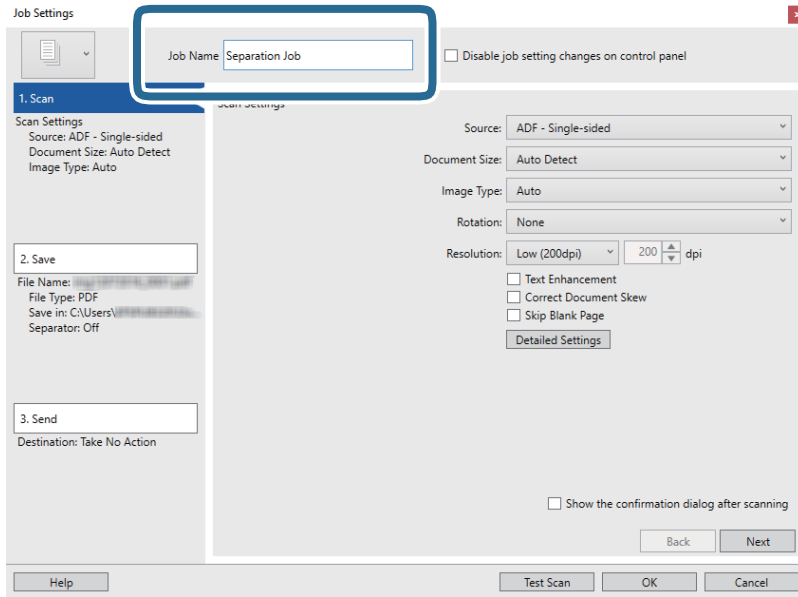 Job Settings
Job Name Separation Job
Disable job setting changes on control panel
1. Scan
Scan Settings
Source: ADF - Single-sided
Document Size: Auto Detect
Image Type: Auto
2. Save
File Name:
File Type: PDF
Save in: C:\Users\
Separator: Off
3. Send
Destination: Take No Action
Scan Settings
Source: ADF - Single-sided
Document Size: Auto Detect
Image Type: Auto
Rotation: None
Resolution: Low (200dpi) 200 dpi
Text Enhancement
Correct Document Skew
Skip Blank Page
Detailed Settings
Show the confirmation dialog after scanning
Back Next
Help Test Scan OK Cancel